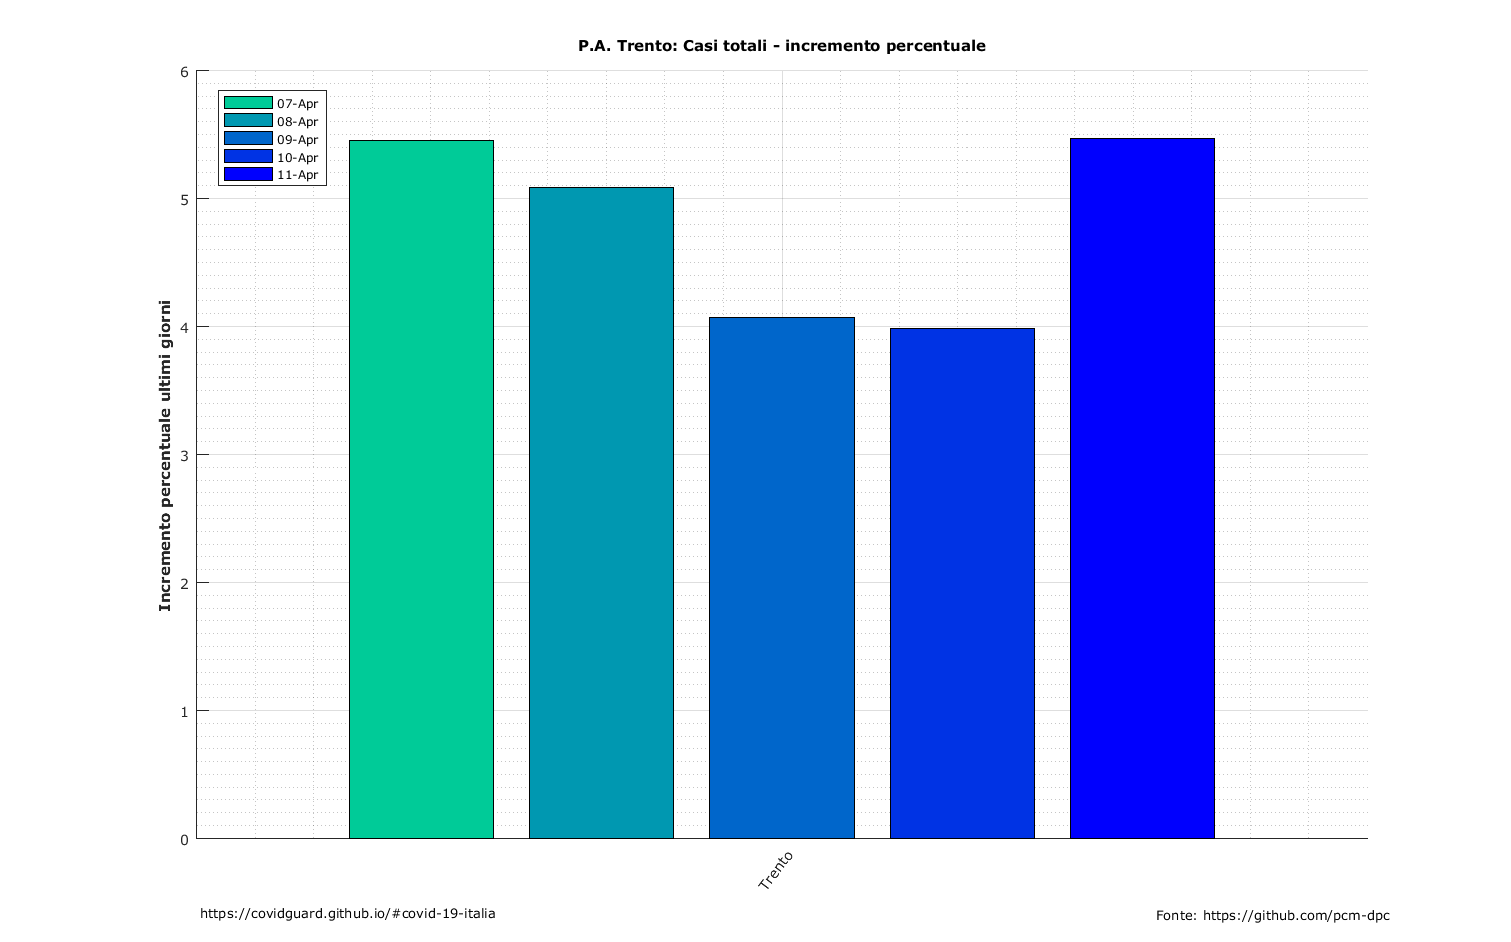 P.A. Trento: Casi totali - incremento percentuale
6
5
4
3
2
1
0
Incremento percentuale ultimi giorni
07-Apr
08-Apr
09-Apr
10-Apr
11-Apr
Trento
https://covidguard.github.io/#covid-19-italia
Fonte: https://github.com/pcm-dpc